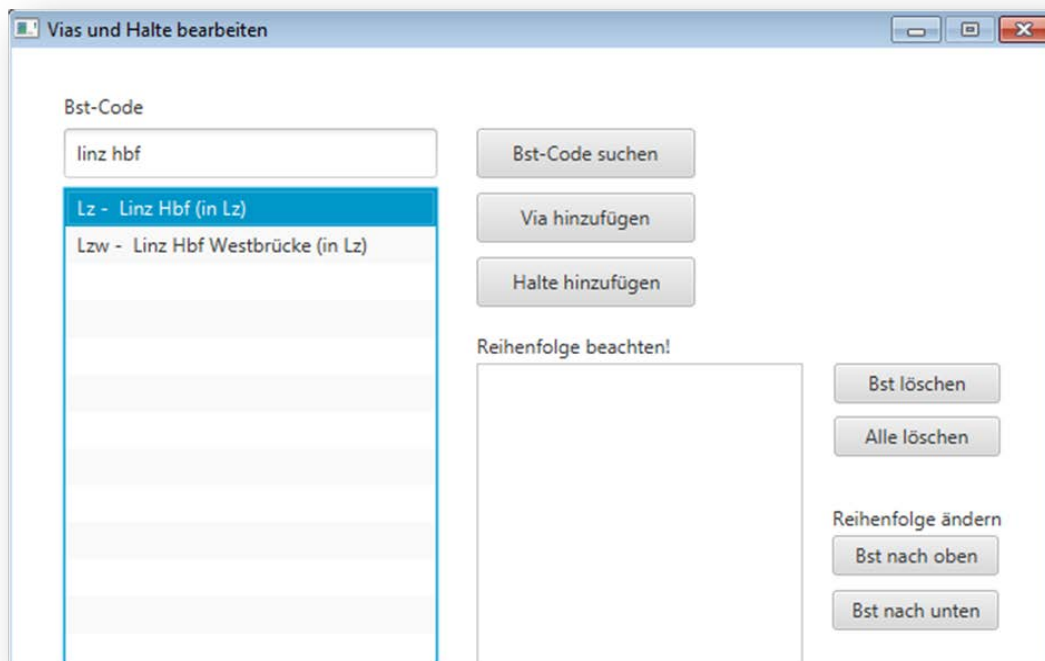 Vias und Halte bearbeiten
Bst-Code
linz hbf
Bst-Code suchen
Lz -  Linz Hbf (in Lz)
Via hinzufügen
Lzw -  Linz Hbf Westbrücke (in Lz)
Halte hinzufügen
Reihenfolge beachten!
Bst löschen
Alle löschen
Reihenfolge ändern
Bst nach oben
Bst nach unten